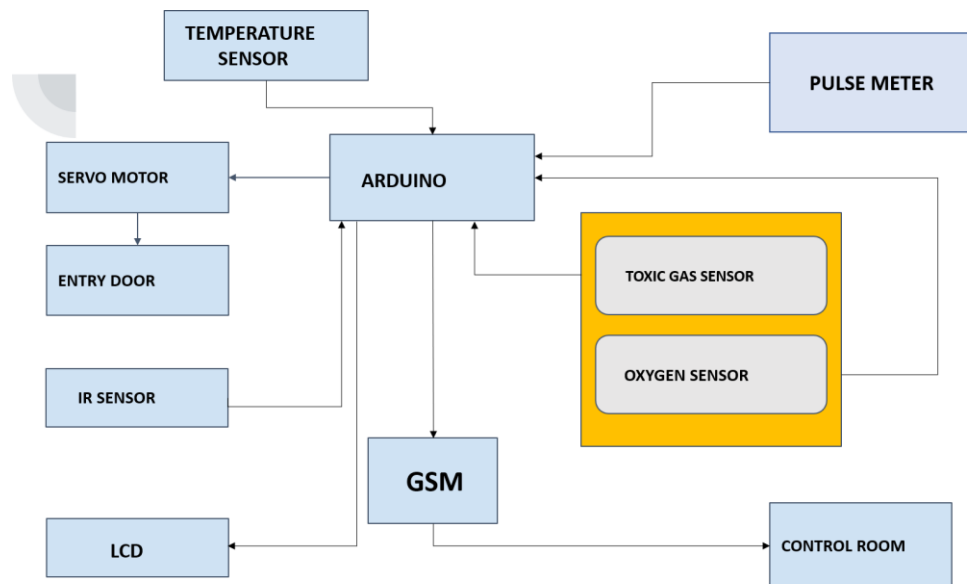 TEMPERATURE
SENSOR
PULSE METER
SERVO MOTOR
ARDUINO
ENTRY DOOR
TOXIC GAS SENSOR
OXYGEN SENSOR
IR SENSOR
GSM
LCD
CONTROL ROOM